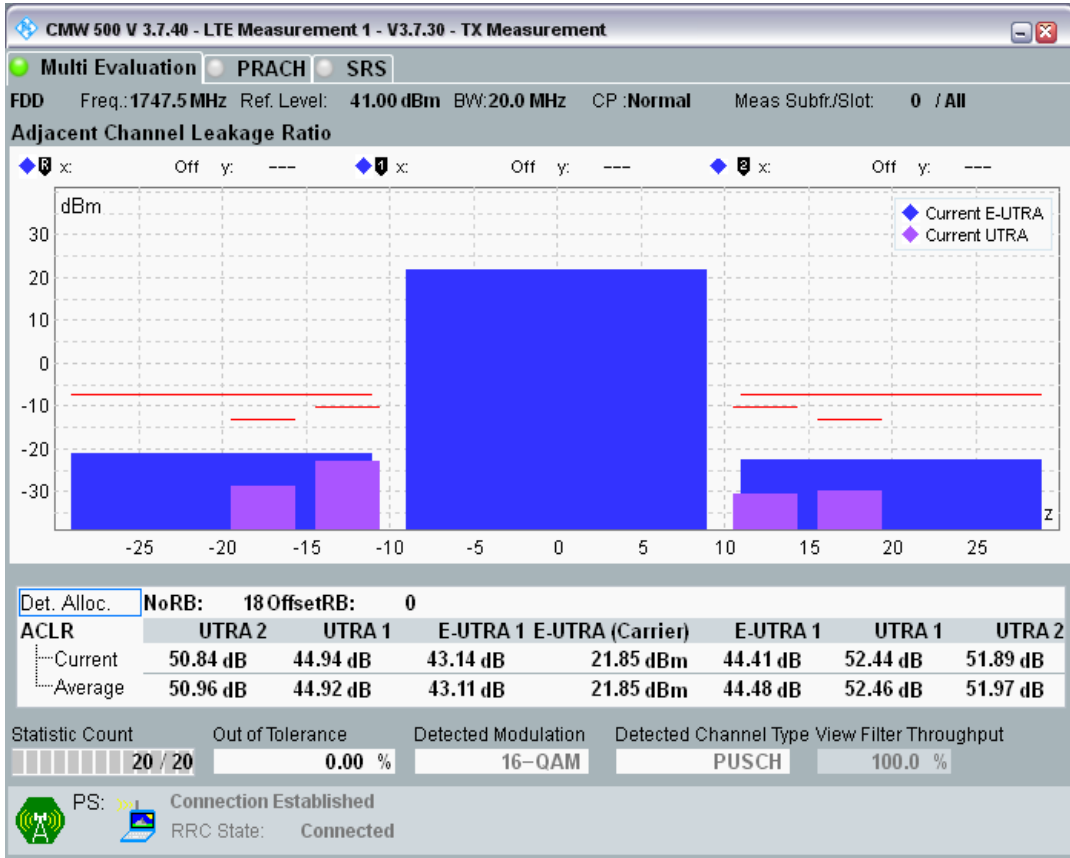 CMW 500 V 3.7.40 - LTE Measurement 1 - V3.7.30 - TX Measurement
Multi Evaluation PRACH SRS
FDD Freq.:1747.5 MHz Ref. Level: 41.00 dBm BW:20.0 MHz CP :Normal Meas Subfr./Slot: 0 / All
Adjacent Channel Leakage Ratio
R x: Off y: --- 1 x: Off y: --- 2 x: Off y: ---
dBm
Current E-UTRA
Current UTRA
30
20
10
0
-10
-20
-30
z
-25 -20 -15 -10 -5 0 5 10 15 20 25
Det. Alloc. NoRB: 18 OffsetRB: 0
ACLR UTRA 2 UTRA 1 E-UTRA 1 E-UTRA (Carrier) E-UTRA 1 UTRA 1 UTRA 2
Current 50.84 dB 44.94 dB 43.14 dB 21.85 dBm 44.41 dB 52.44 dB 51.89 dB
Average 50.96 dB 44.92 dB 43.11 dB 21.85 dBm 44.48 dB 52.46 dB 51.97 dB
Statistic Count Out of Tolerance Detected Modulation Detected Channel Type View Filter Throughput
20 / 20 0.00 % 16-QAM PUSCH 100.0 %
PS: Connection Established
RRC State: Connected